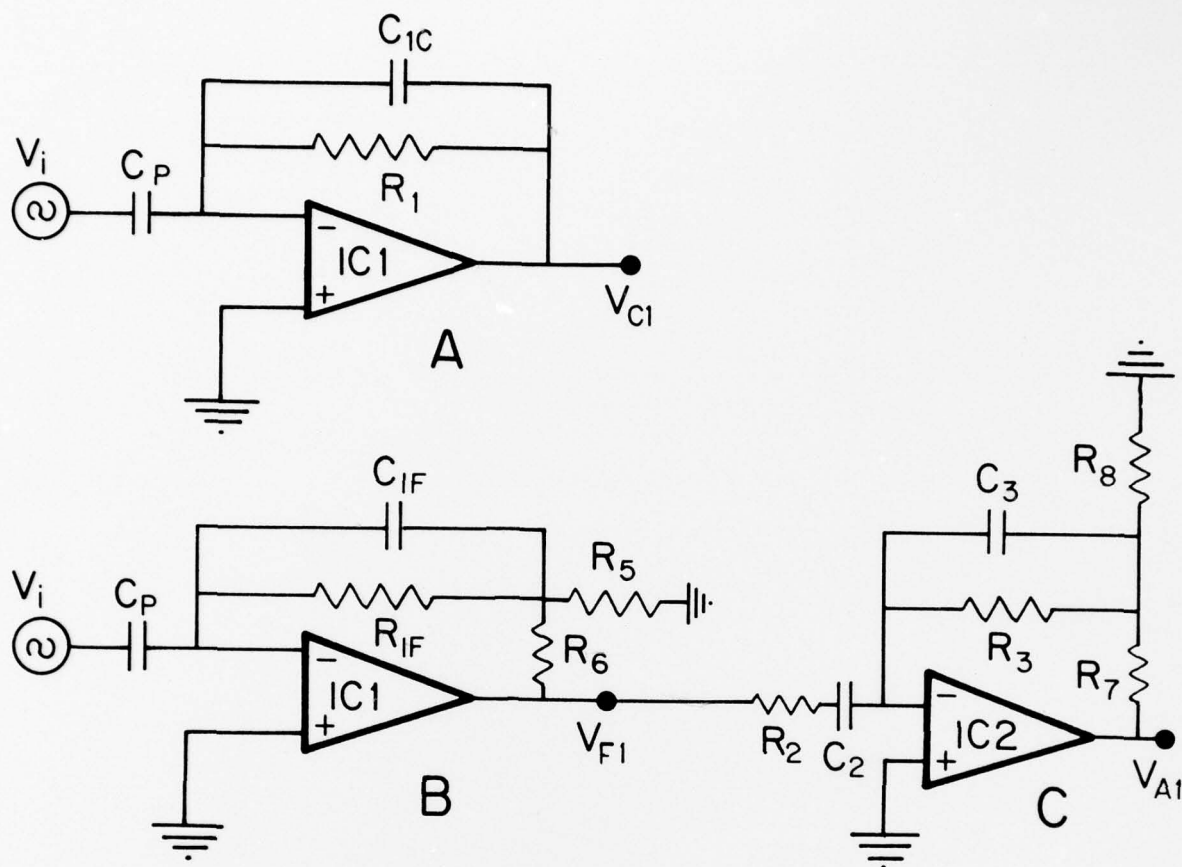 C1C
R1
Vi
CP
IC1
−
+
VC1
A
C1F
R1F
R5
R6
Vi
CP
IC1
−
+
VF1
B
R8
C3
R3
R7
R2
C2
IC2
−
+
VA1
C